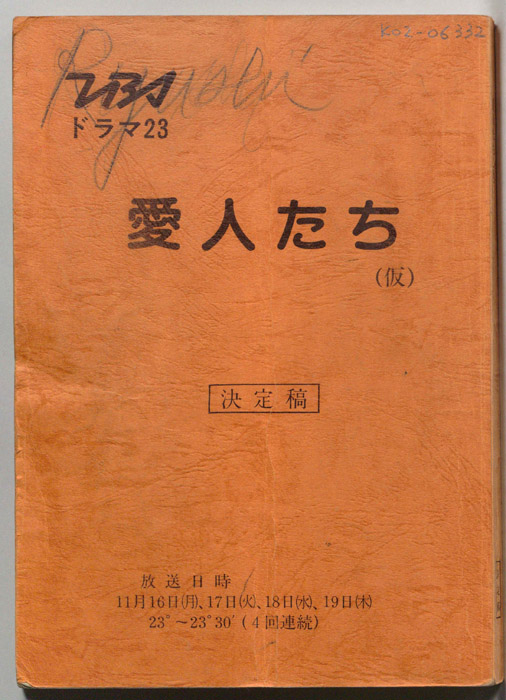 K02-06332
TBS
ドラマ23
愛人たち
(仮)
決定稿
放送日時
11月16日(月)、17日(火)、18日(水)、19日(木)
23°~23°30′(4回連続)